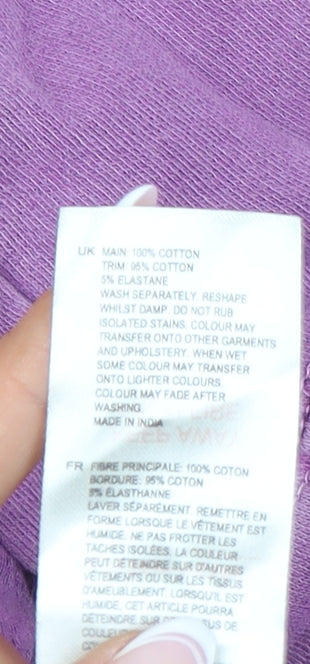 UK MAIN: 100% COTTON
TRIM: 95% COTTON
5% ELASTANE
WASH SEPARATELY. RESHAPE
WHILST DAMP. DO NOT RUB
ISOLATED STAINS. COLOUR MAY
TRANSFER ONTO OTHER GARMENTS
AND UPHOLSTERY. WHEN WET
SOME COLOUR MAY TRANSFER
ONTO LIGHTER COLOURS.
COLOUR MAY FADE AFTER
WASHING.
MADE IN INDIA
FR FIBRE PRINCIPALE: 100% COTON
BORDURE: 95% COTON
5% ÉLASTHANNE
LAVER SÉPARÉMENT. REMETTRE EN
FORME LORSQUE LE VÊTEMENT EST
HUMIDE. NE PAS FROTTER LES
TACHES ISOLÉES. LA COULEUR
PEUT DÉTEINDRE SUR D'AUTRES
VÊTEMENTS OU SUR LES TISSUS
D'AMEUBLEMENT. LORSQU'IL EST
HUMIDE, CET ARTICLE POURRA
DÉTEINDRE SUR DE